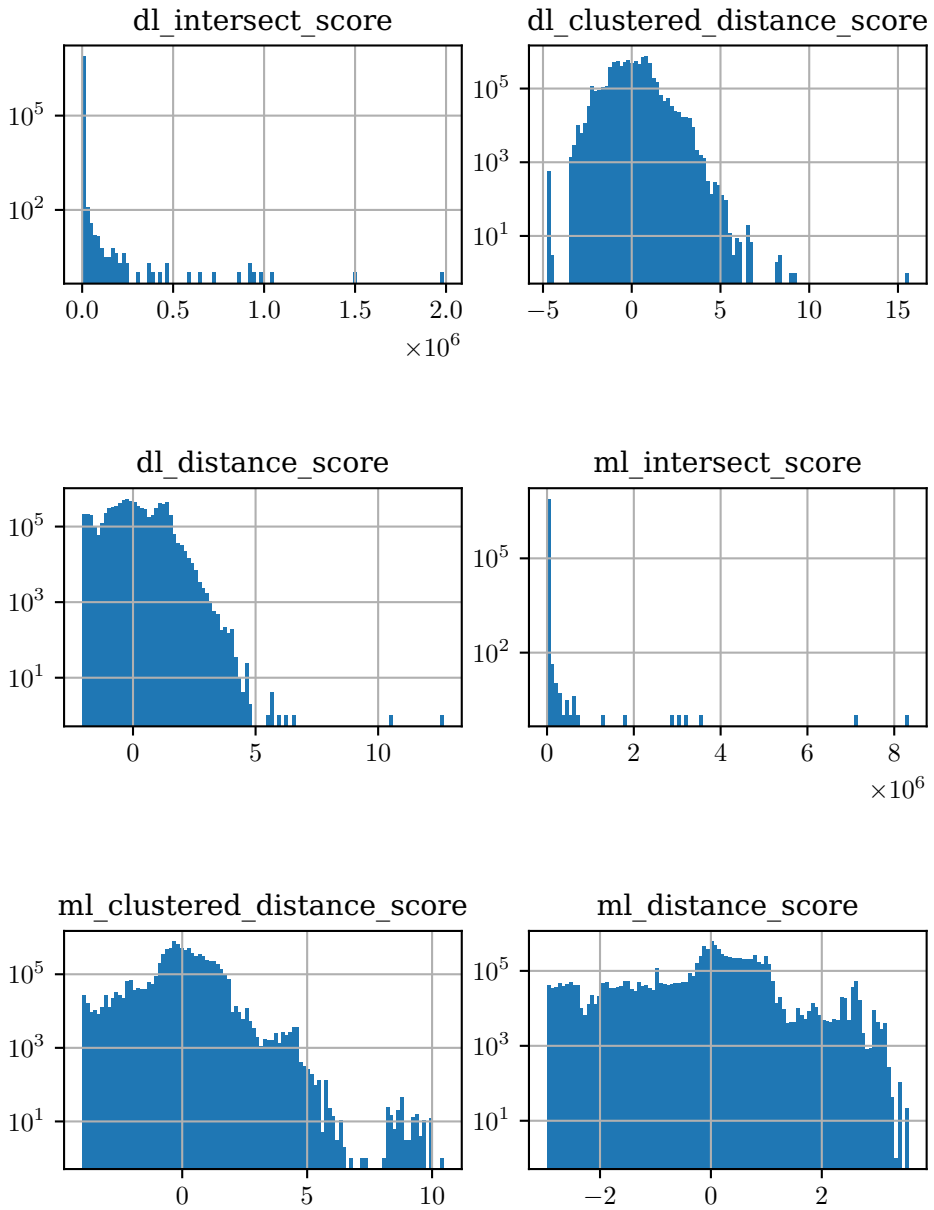 dl_intersect_score
10^5
10^2
0.0 0.5 1.0 1.5 2.0
×10^6
dl_clustered_distance_score
10^5
10^3
10^1
−5 0 5 10 15
dl_distance_score
10^5
10^3
10^1
0 5 10
ml_intersect_score
10^5
10^2
0 2 4 6 8
×10^6
ml_clustered_distance_score
10^5
10^3
10^1
0 5 10
ml_distance_score
10^5
10^3
10^1
−2 0 2